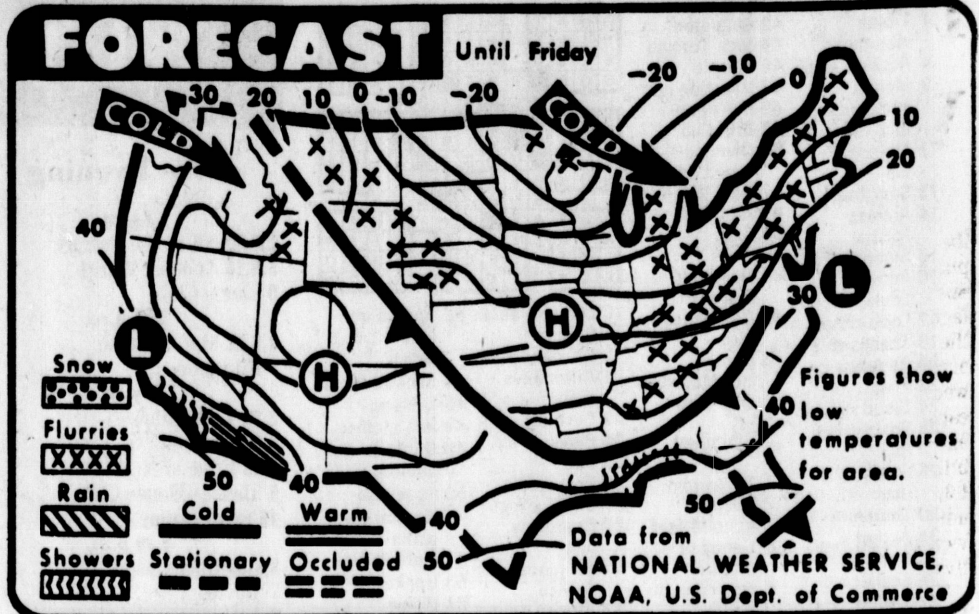 FORECAST Until Friday
COLD 30 20 10 0 -10 -20 COLD -20 -10 0
10
20
40
30
L
L
H
H
Snow
Flurries
XXXX
Rain
Showers
50 40
Cold Warm
Stationary Occluded
40
50
40
50
Figures show
low
temperatures
for area.
Data from
NATIONAL WEATHER SERVICE,
NOAA, U.S. Dept. of Commerce